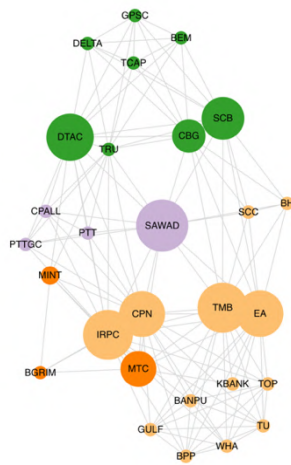 GPSC
DELTA
BEM
TCAP
SCB
DTAC
CBG
TRU
CPALL
SCC
PTT
SAWAD
PTTGC
MINT
CPN
TMB
EA
IRPC
MTC
BGRIM
KBANK
TOP
BANPU
TU
GULF
WHA
BPP